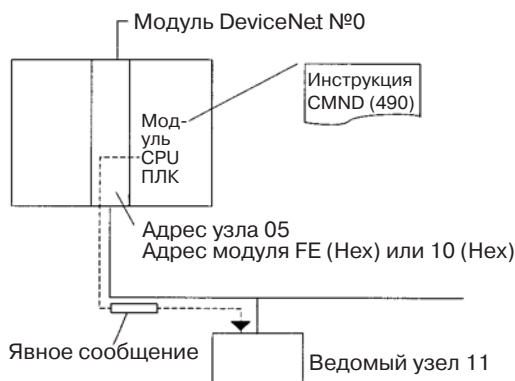 Модуль DeviceNet №0
Инструкция
CMND (490)
Мод-
уль
CPU
ПЛК
Адрес узла 05
Адрес модуля FE (Hex) или 10 (Hex)
Явное сообщение
Ведомый узел 11